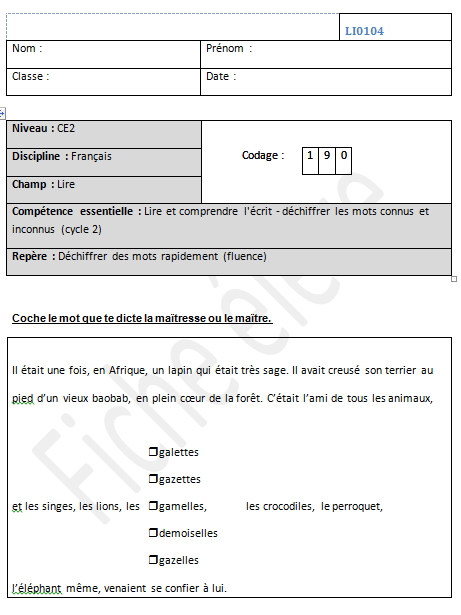 LI0104
Nom :
Prénom :
Classe :
Date :
Niveau : CE2
Discipline : Français
Champ : Lire
Codage : 1 9 0
Compétence essentielle : Lire et comprendre l'écrit - déchiffrer les mots connus et
inconnus (cycle 2)
Repère : Déchiffrer des mots rapidement (fluence)
Coche le mot que te dicte la maîtresse ou le maître.
Il était une fois, en Afrique, un lapin qui était très sage. Il avait creusé son terrier au
pied d'un vieux baobab, en plein cœur de la forêt. C'était l'ami de tous les animaux,
❒galettes
❒gazettes
et les singes, les lions, les ❒gamelles, les crocodiles, le perroquet,
❒demoiselles
❒gazelles
l'éléphant même, venaient se confier à lui.
Fiche élève